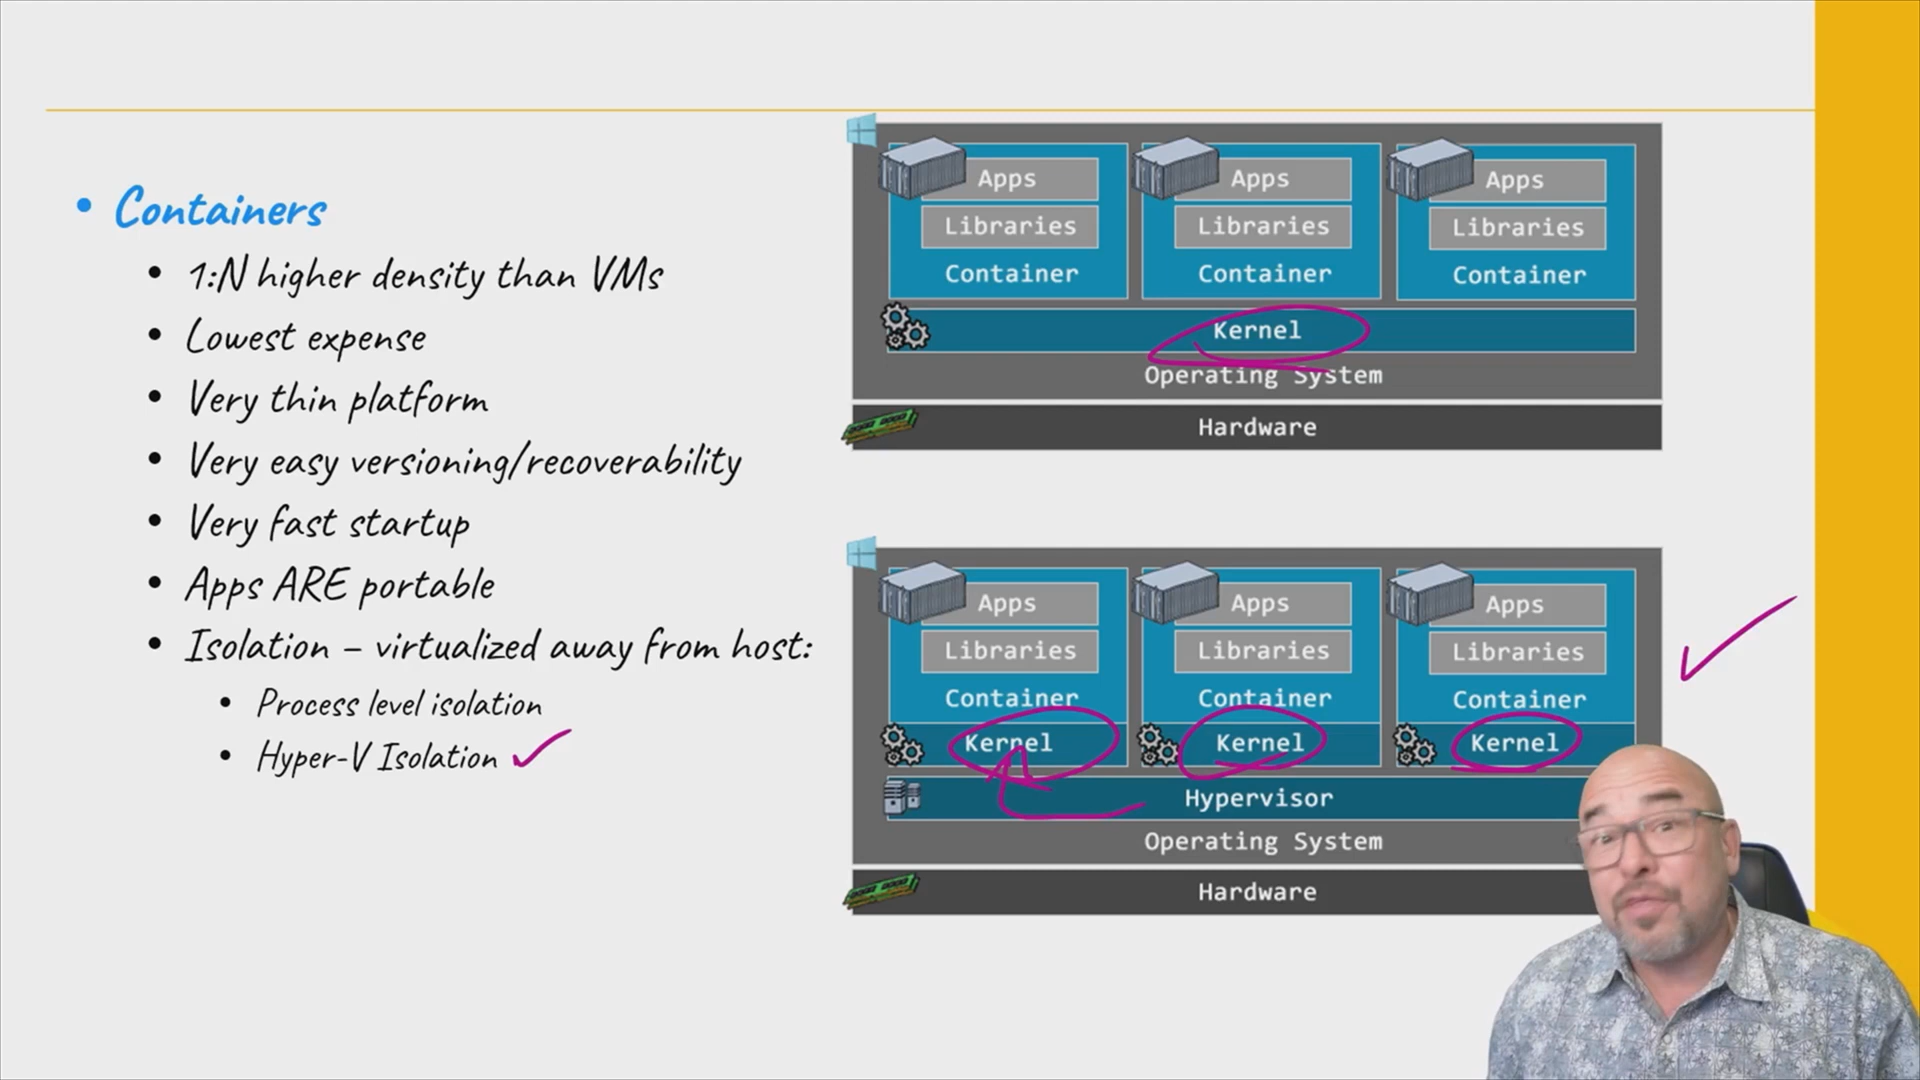 Containers
1:N higher density than VMs
Lowest expense
Very thin platform
Very easy versioning/recoverability
Very fast startup
Apps ARE portable
Isolation – virtualized away from host:
Process level isolation
Hyper-V Isolation
Apps Apps Apps
Libraries Libraries Libraries
Container Container Container
Kernel
Operating System
Hardware
Apps Apps Apps
Libraries Libraries Libraries
Container Container Container
Kernel Kernel Kernel
Hypervisor
Operating System
Hardware